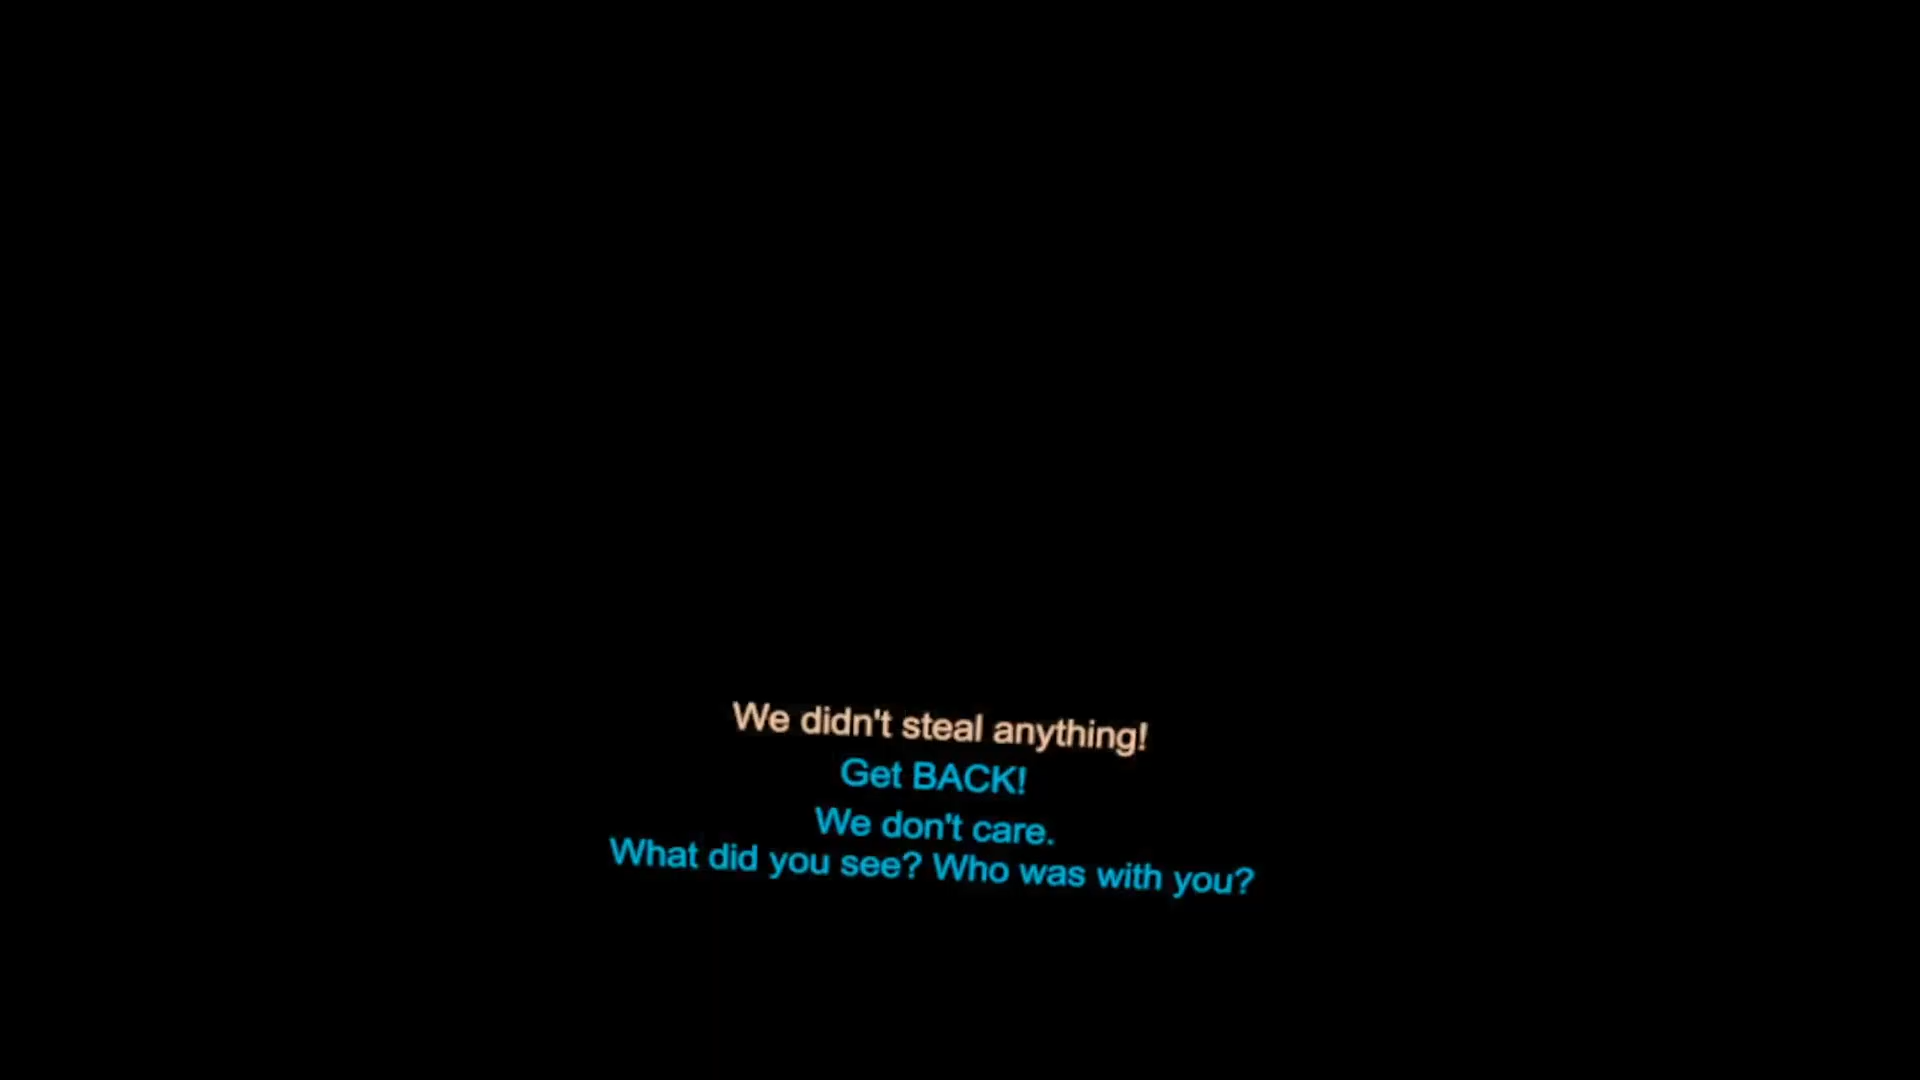 We didn't steal anything!
Get BACK!
We don't care.
What did you see? Who was with you?